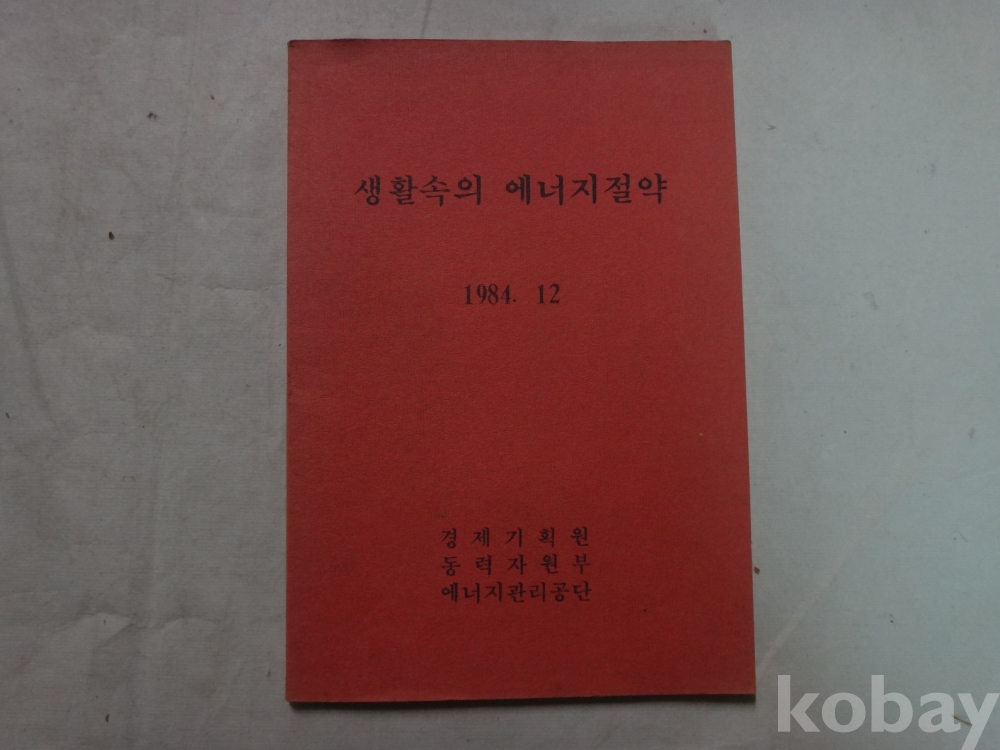 생활속의 에너지절약
1984. 12
경제기획원
동력자원부
에너지관리공단
kobay